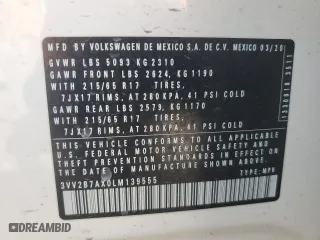 MFD BY VOLKSWAGEN DE MEXICO S.A. DE C.V. MEXICO 03/20
GVWR LBS 5093 KG 2310
GAWR FRONT LBS 2624, KG 1190
WITH 215/65 R17 TIRES,
7JX17 RIMS, AT 280KPA, 41 PSI COLD
GAWR REAR LBS 2579, KG 1170
WITH 215/65 R17 TIRES,
7JX17 RIMS, AT 280 KPA, 41 PSI COLD
THIS VEHICLE CONFORMS TO ALL APPLICABLE
FEDERAL MOTOR VEHICLE SAFETY, BUMPER, AND
THEFT PREVENTION STANDARDS IN EFFECT ON THE
DATE OF MANUFACTURE SHOWN ABOVE
3VV2B7AX0LM139555
TYPE:MPV
AUTOBIDCAR